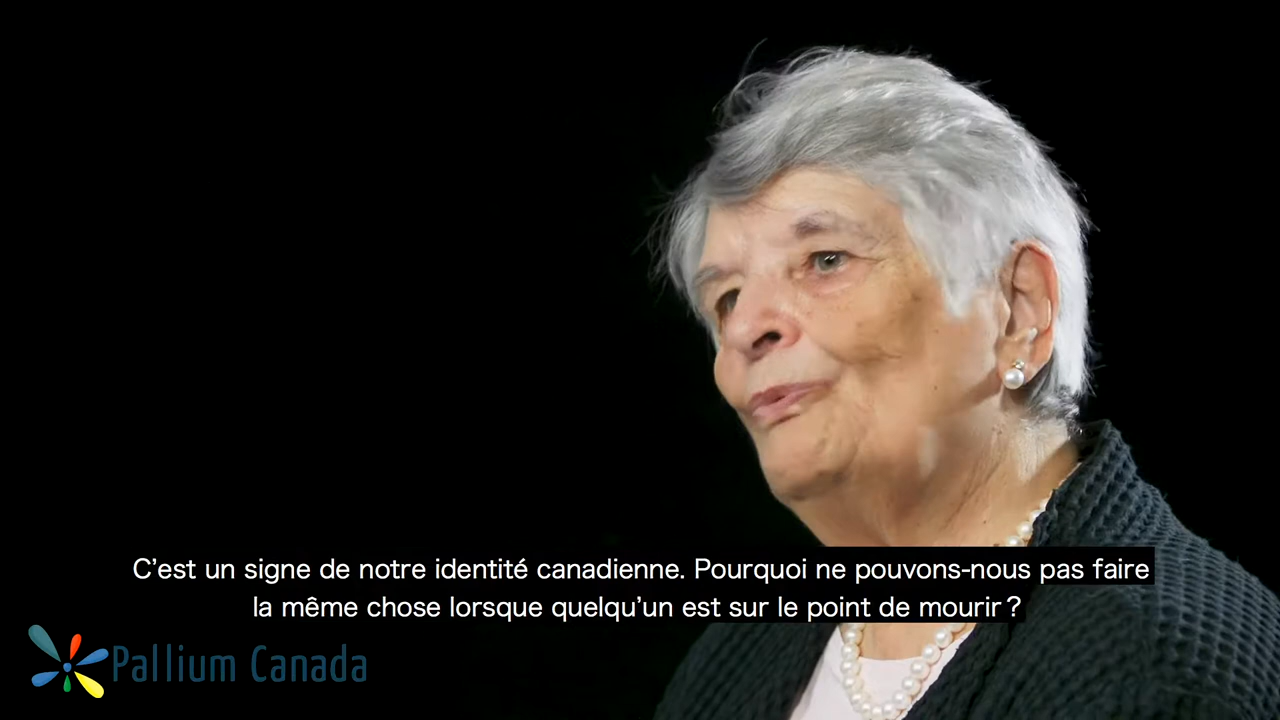 C'est un signe de notre identité canadienne. Pourquoi ne pouvons-nous pas faire
la même chose lorsque quelqu'un est sur le point de mourir ?
Pallium Canada